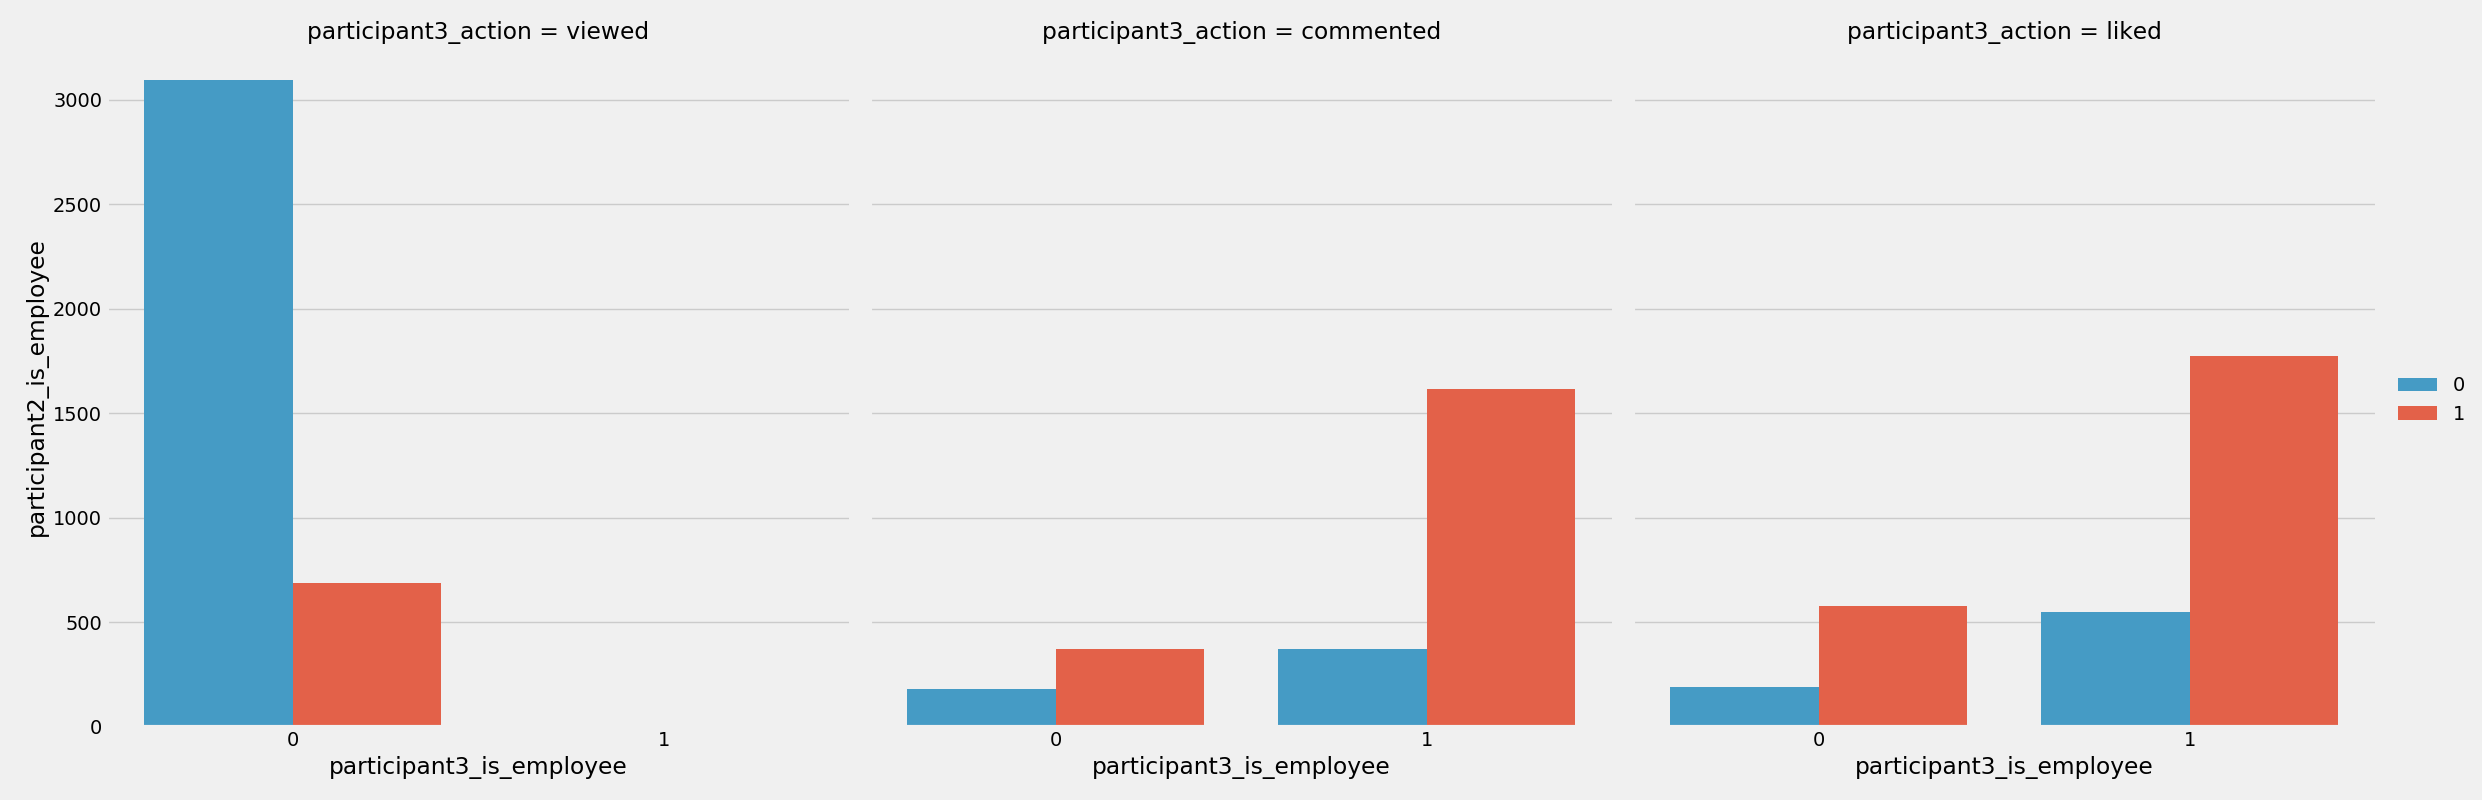 participant3_action = viewed
participant3_action = commented
participant3_action = liked
participant2_is_employee
3000
2500
2000
1500
1000
500
0
0
1
0
1
0
1
participant3_is_employee
participant3_is_employee
participant3_is_employee
0
1